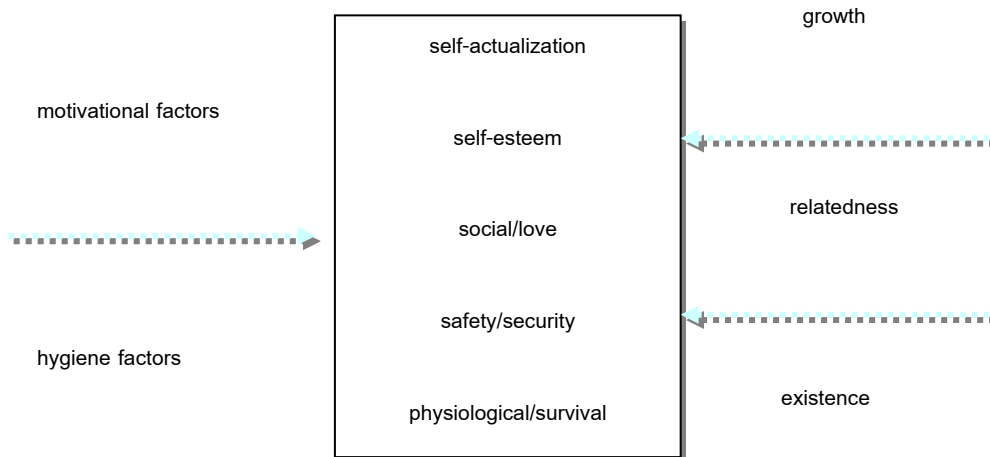 growth
self-actualization
motivational factors
self-esteem
relatedness
social/love
safety/security
hygiene factors
existence
physiological/survival